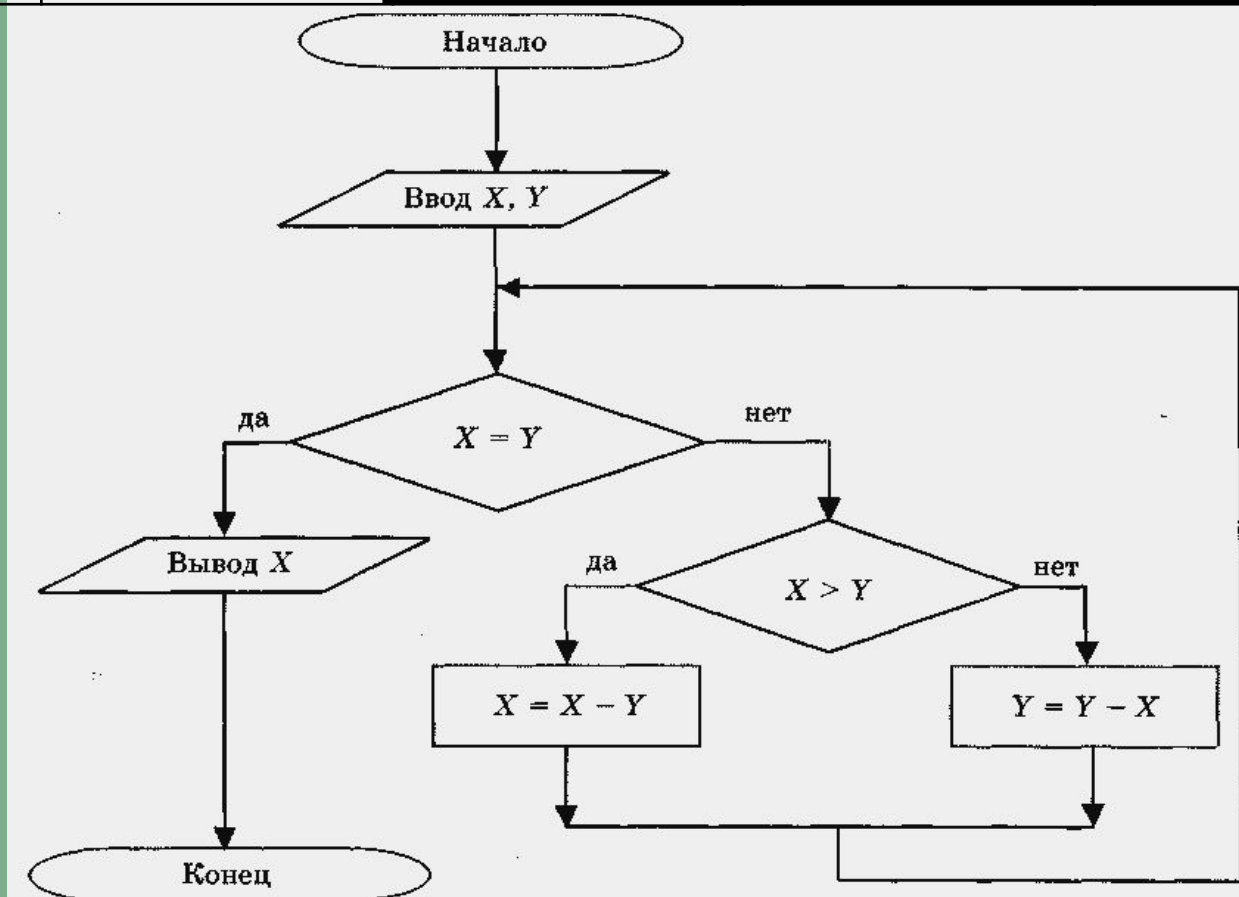 Начало
Ввод X, Y
да
нет
X = Y
Вывод X
да
нет
X > Y
X = X − Y
Y = Y − X
Конец